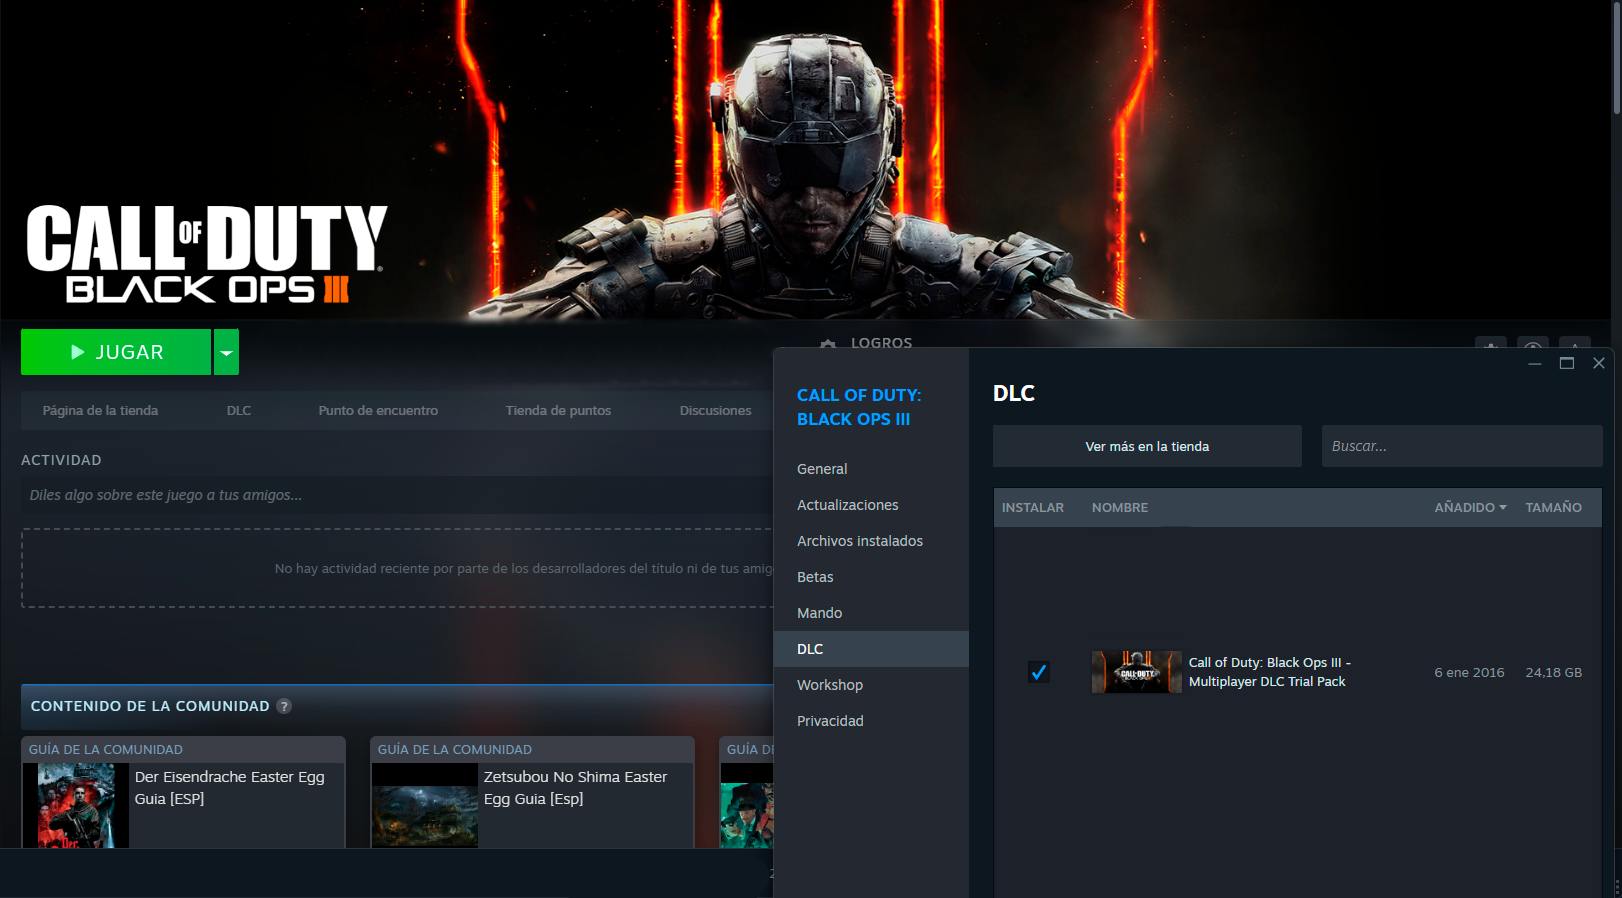 CALL OF DUTY
BLACK OPS III
JUGAR
LOGROS
Página de la tienda
DLC
Punto de encuentro
Tienda de puntos
Discusiones
ACTIVIDAD
Diles algo sobre este juego a tus amigos...
No hay actividad reciente por parte de los desarrolladores del título ni de tus amig
CONTENIDO DE LA COMUNIDAD ?
GUÍA DE LA COMUNIDAD
Der Eisendrache Easter Egg
Guia [ESP]
GUÍA DE LA COMUNIDAD
Zetsubou No Shima Easter
Egg Guia [Esp]
GUÍA DE
CALL OF DUTY:
BLACK OPS III
General
Actualizaciones
Archivos instalados
Betas
Mando
DLC
Workshop
Privacidad
DLC
Ver más en la tienda
Buscar...
INSTALAR
NOMBRE
AÑADIDO
TAMAÑO
CALL OF DUTY
Call of Duty: Black Ops III -
Multiplayer DLC Trial Pack
6 ene 2016
24,18 GB